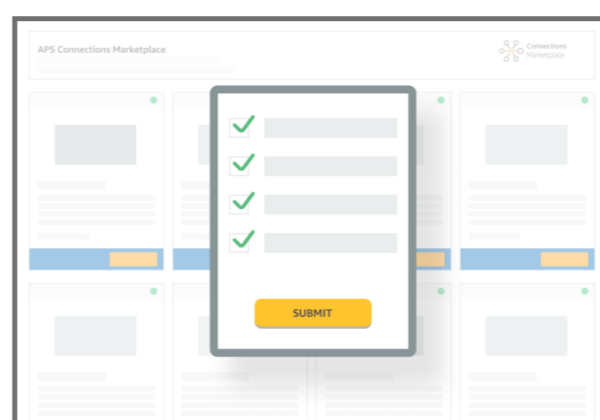 APS Connections Marketplace
Connections
Marketplace
SUBMIT